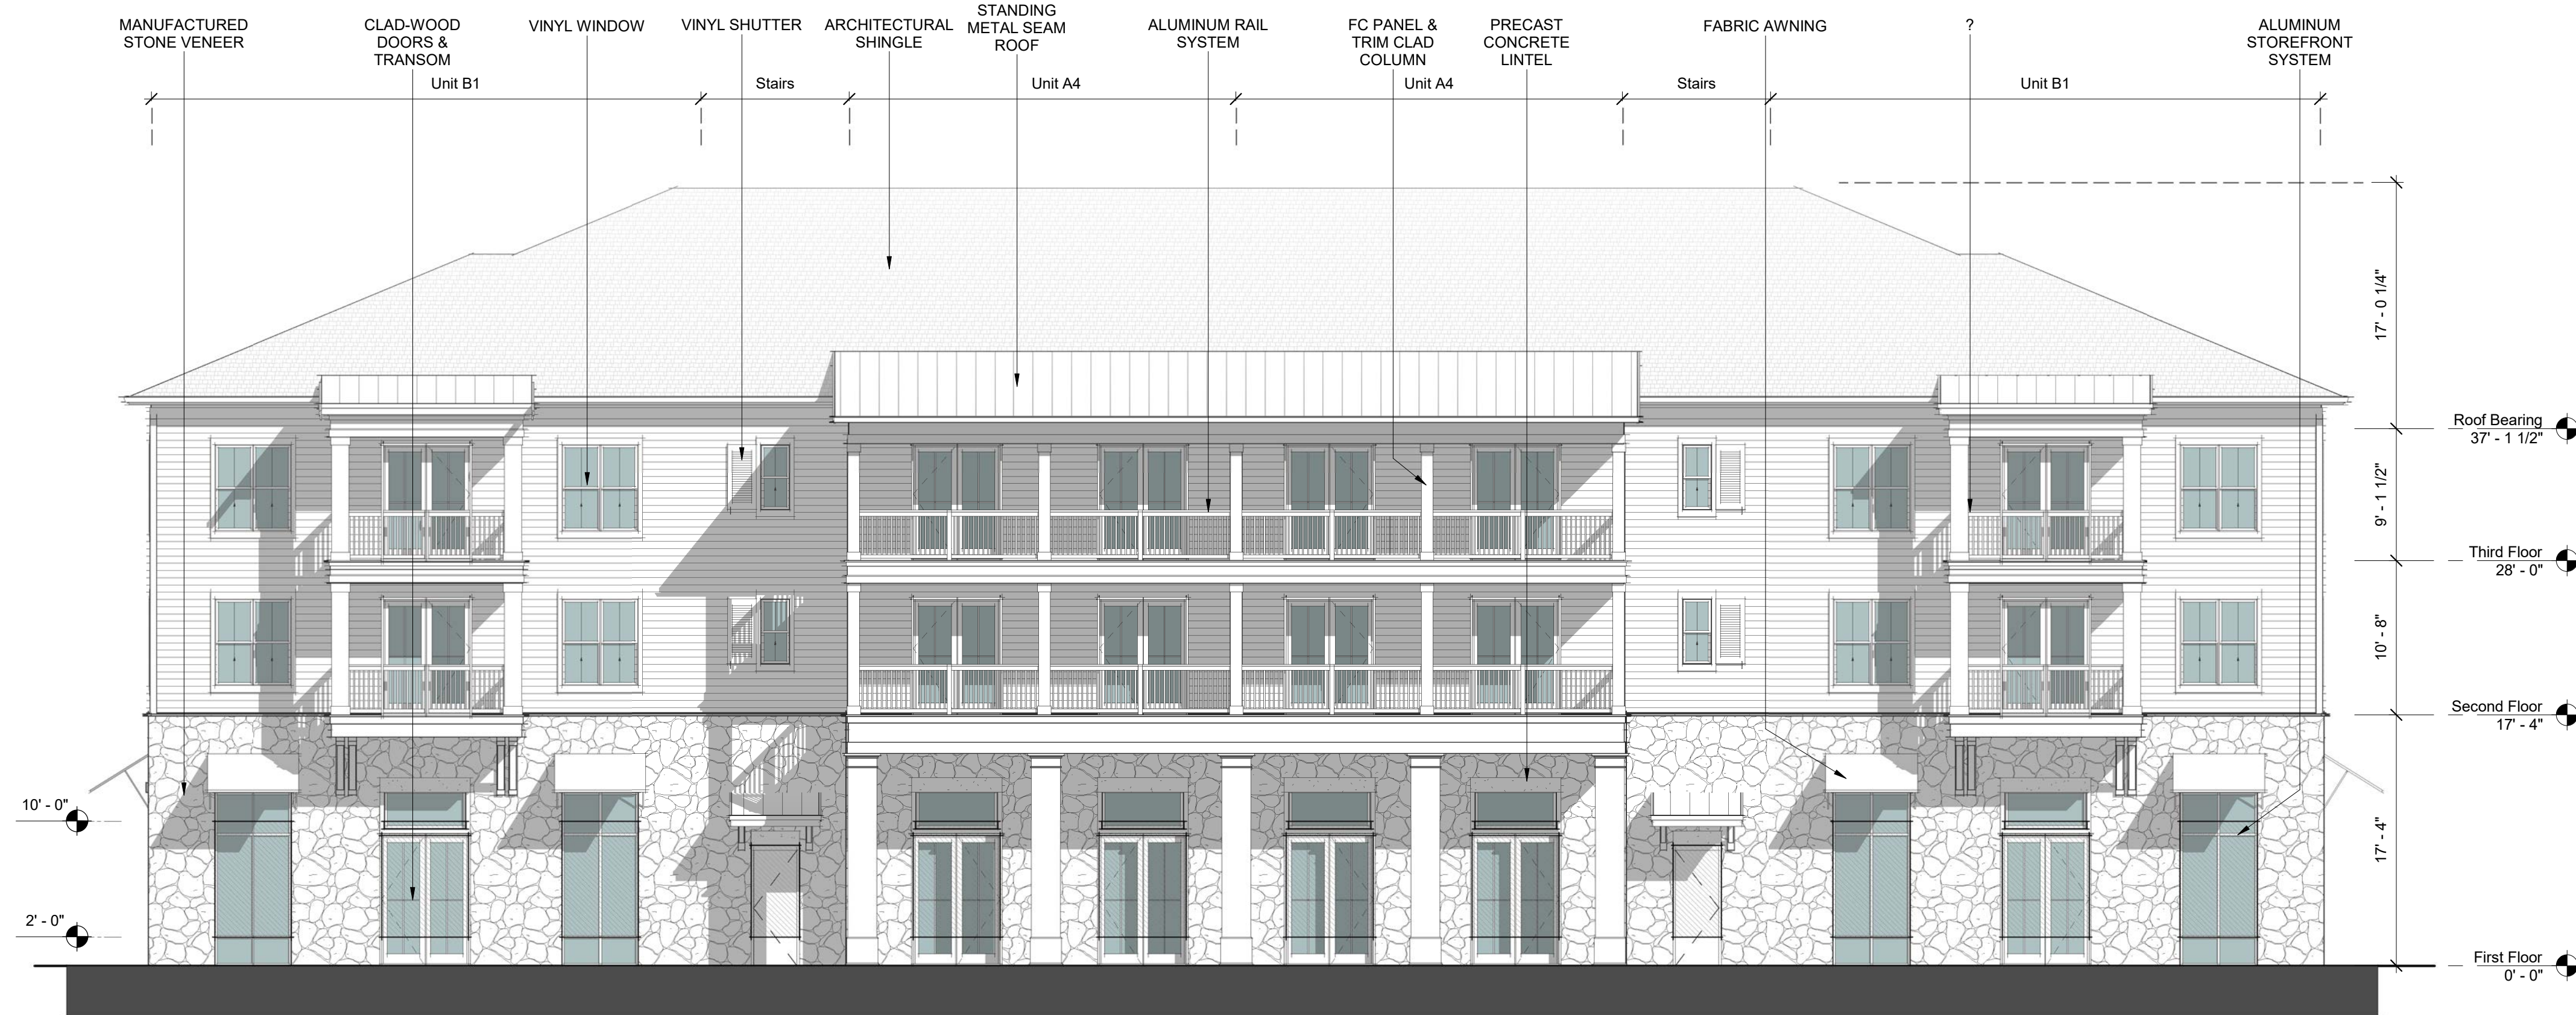 MANUFACTURED
STONE VENEER
CLAD-WOOD
DOORS &
TRANSOM
VINYL WINDOW
VINYL SHUTTER
ARCHITECTURAL
SHINGLE
STANDING
METAL SEAM
ROOF
ALUMINUM RAIL
SYSTEM
FC PANEL &
TRIM CLAD
COLUMN
PRECAST
CONCRETE
LINTEL
FABRIC AWNING
?
ALUMINUM
STOREFRONT
SYSTEM
Unit B1
Stairs
Unit A4
Unit A4
Stairs
Unit B1
17' - 0 1/4"
Roof Bearing
37' - 1 1/2"
9' - 1 1/2"
Third Floor
28' - 0"
10' - 8"
Second Floor
17' - 4"
10' - 0"
17' - 4"
2' - 0"
First Floor
0' - 0"